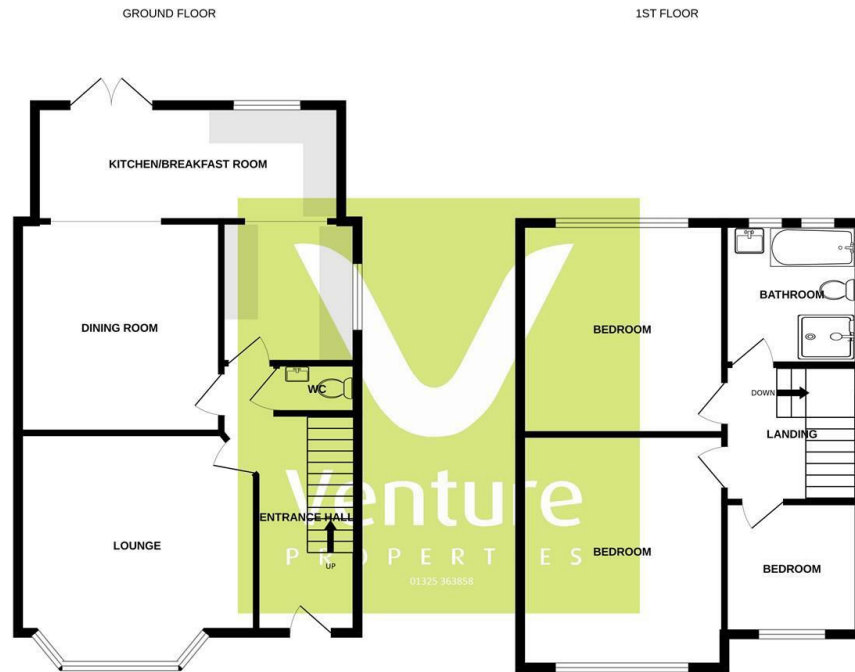 GROUND FLOOR
1ST FLOOR
KITCHEN/BREAKFAST ROOM
DINING ROOM
WC
LOUNGE
ENTRANCE HALL
UP
BEDROOM
BATHROOM
DOWN
LANDING
BEDROOM
BEDROOM
Venture
PROPERTIES
01325 363858